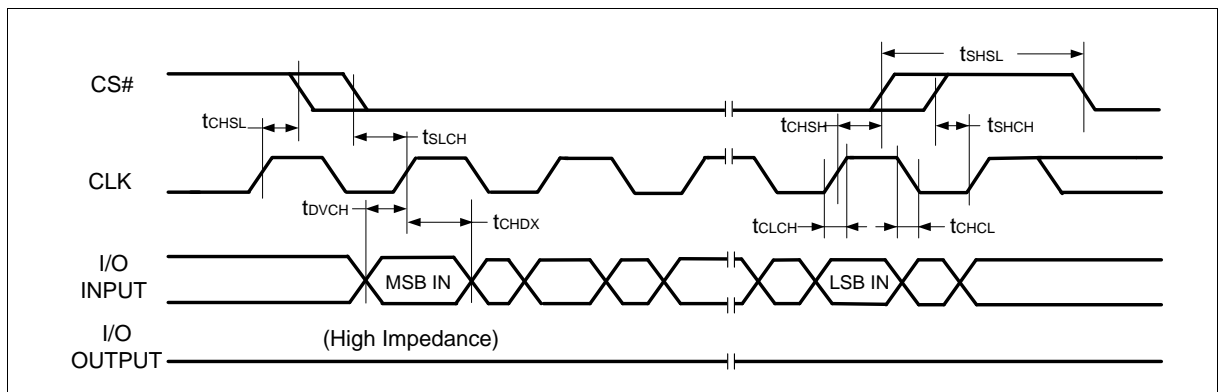 tSHSL
CS#
tCHSL
tSLCH
tCHSH
tSHCH
CLK
tDVCH
tCHDX
tCLCH
tCHCL
I/O
INPUT
MSB IN
LSB IN
I/O
OUTPUT
(High Impedance)